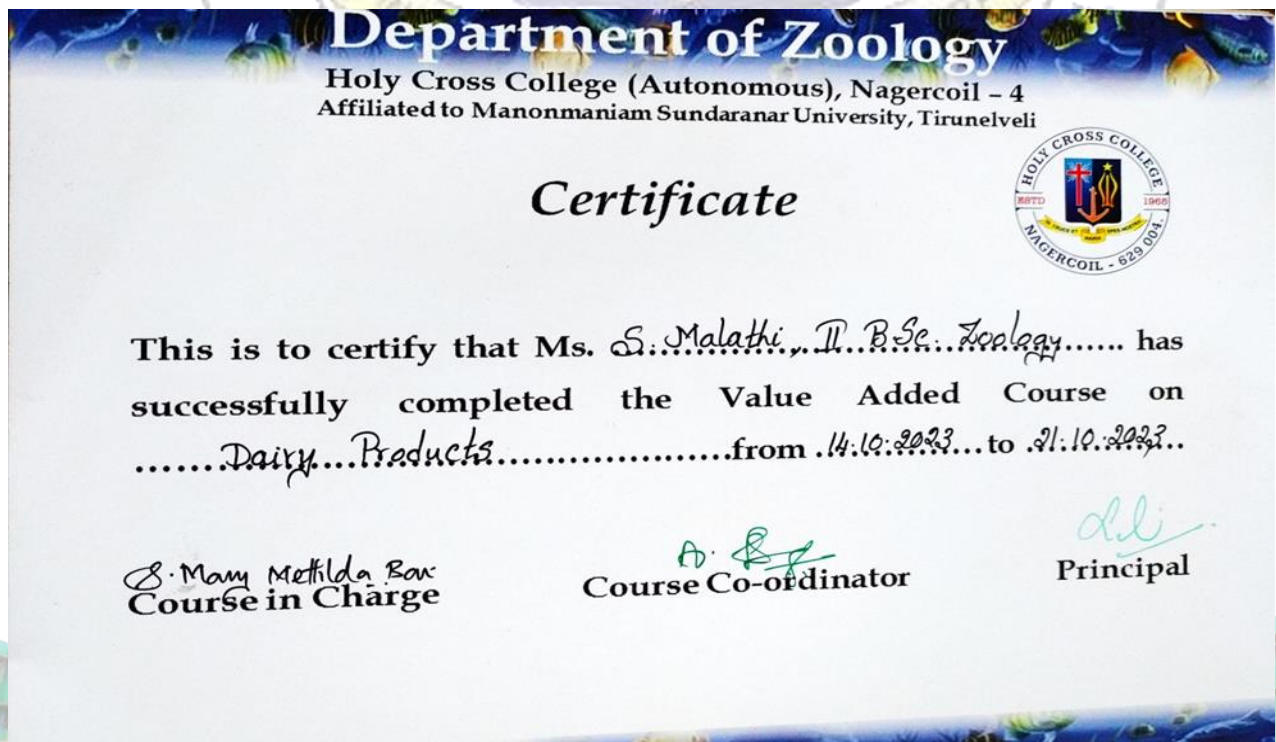 Department of Zoology
Holy Cross College (Autonomous), Nagercoil – 4
Affiliated to Manonmaniam Sundaranar University, Tirunelveli
HOLY CROSS COLLEGE
ESTD 1965
NAGERCOIL - 629 004.
Certificate
This is to certify that Ms. S. Malathi, II B.Sc. Zoology...... has
successfully completed the Value Added Course on
.......Dairy....Products......................from .14.10.2023...to .21.10.2023..
S. Mary Mettilda Bai
Course in Charge
A.
Course Co-ordinator
Principal